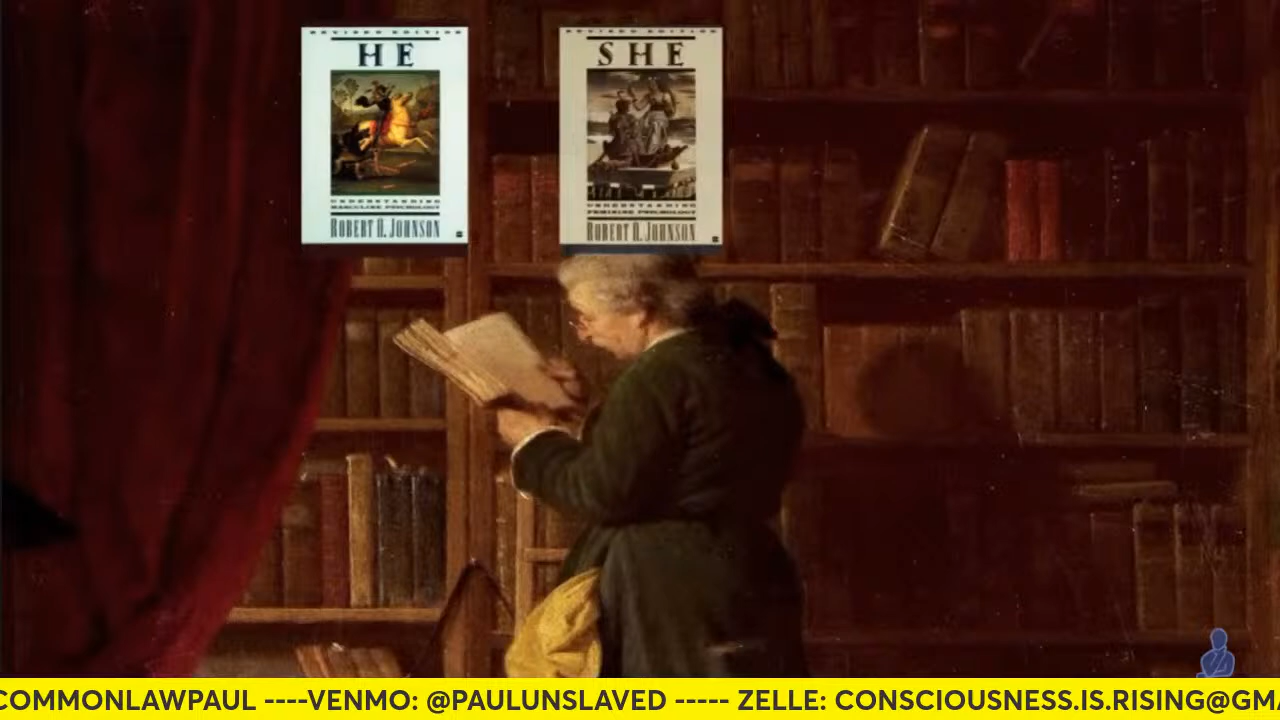 REVISED EDITION
HE
UNDERSTANDING
MASCULINE PSYCHOLOGY
ROBERT A. JOHNSON
REVISED EDITION
SHE
UNDERSTANDING
FEMININE PSYCHOLOGY
ROBERT A. JOHNSON
COMMONLAWPAUL ----VENMO: @PAULUNSLAVED ----- ZELLE: CONSCIOUSNESS.IS.RISING@GMA